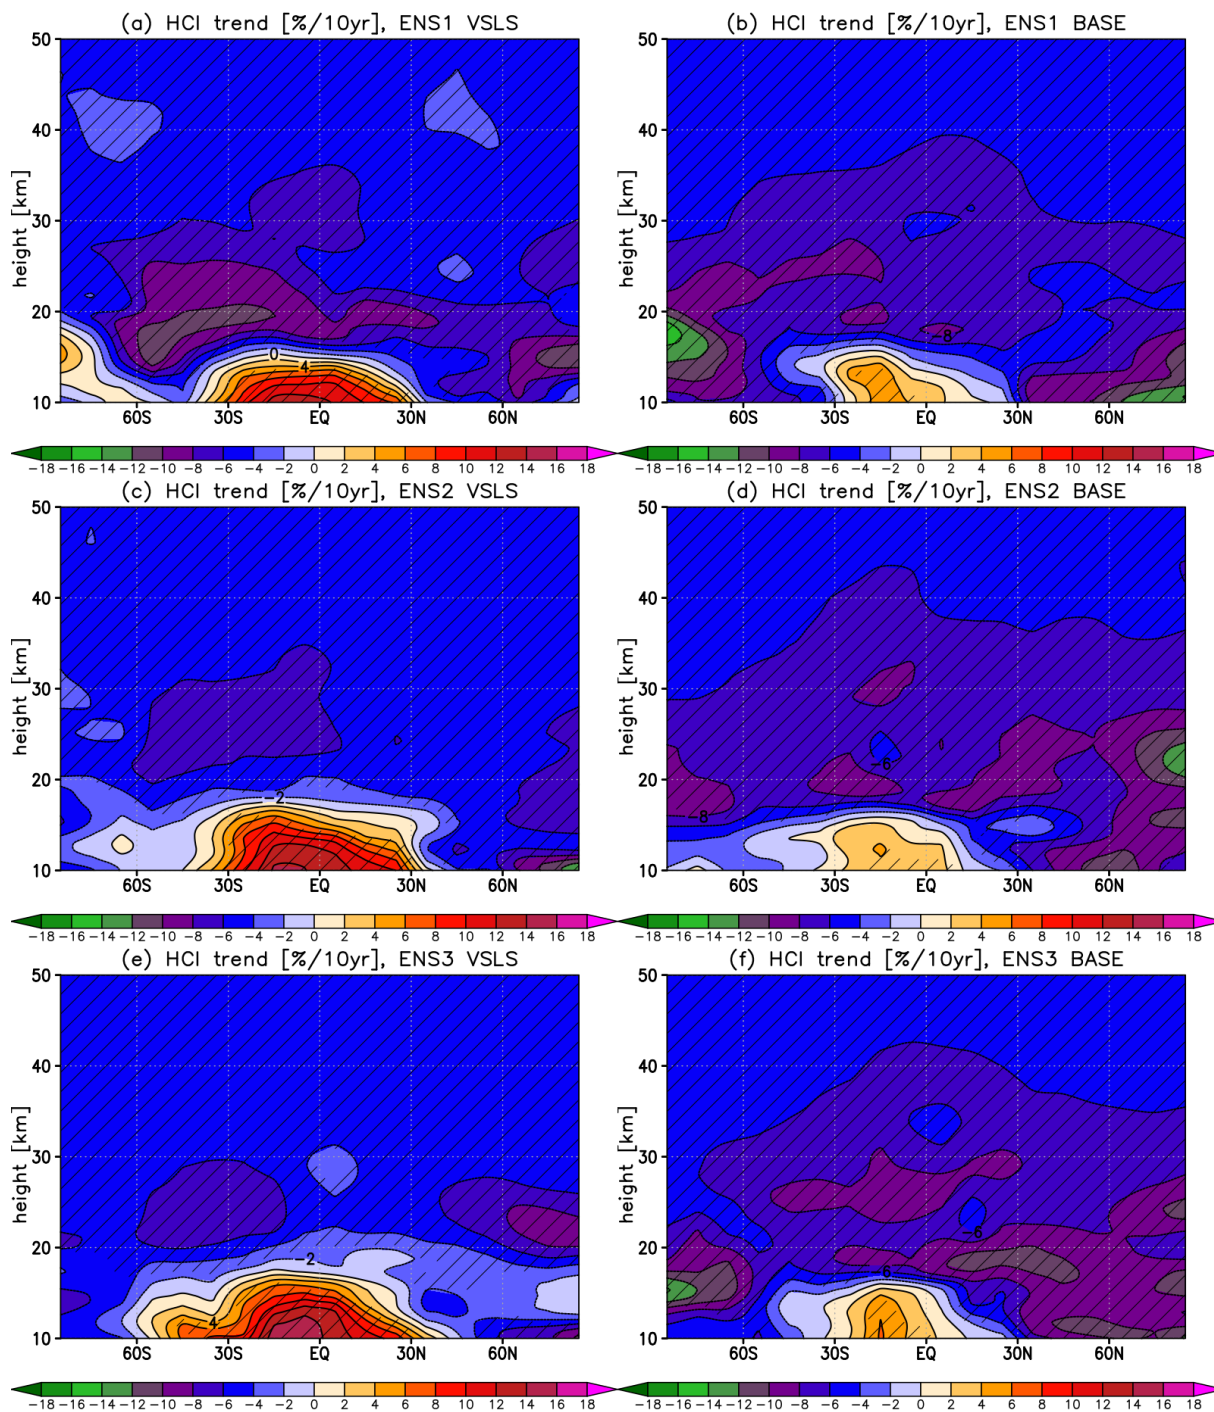 (a) HCl trend [%/10yr], ENS1 VSLS
(b) HCl trend [%/10yr], ENS1 BASE
50
40
30
20
10
height [km]
0
4
60S 30S EQ 30N 60N
50
40
30
20
10
height [km]
-8
60S 30S EQ 30N 60N
-18 -16 -14 -12 -10 -8 -6 -4 -2 0 2 4 6 8 10 12 14 16 18
-18 -16 -14 -12 -10 -8 -6 -4 -2 0 2 4 6 8 10 12 14 16 18
(c) HCl trend [%/10yr], ENS2 VSLS
(d) HCl trend [%/10yr], ENS2 BASE
50
40
30
20
10
height [km]
-2
60S 30S EQ 30N 60N
50
40
30
20
10
height [km]
-6
-8
60S 30S EQ 30N 60N
-18 -16 -14 -12 -10 -8 -6 -4 -2 0 2 4 6 8 10 12 14 16 18
-18 -16 -14 -12 -10 -8 -6 -4 -2 0 2 4 6 8 10 12 14 16 18
(e) HCl trend [%/10yr], ENS3 VSLS
(f) HCl trend [%/10yr], ENS3 BASE
50
40
30
20
10
height [km]
-2
4
60S 30S EQ 30N 60N
50
40
30
20
10
height [km]
-6
-6
60S 30S EQ 30N 60N
-18 -16 -14 -12 -10 -8 -6 -4 -2 0 2 4 6 8 10 12 14 16 18
-18 -16 -14 -12 -10 -8 -6 -4 -2 0 2 4 6 8 10 12 14 16 18